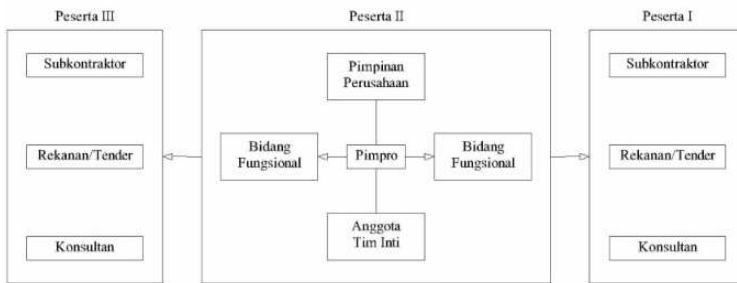 Peserta III
Peserta II
Peserta I
Subkontraktor
Rekanan/Tender
Konsultan
Pimpinan
Perusahaan
Bidang
Fungsional
Pimpro
Bidang
Fungsional
Anggota
Tim Inti
Subkontraktor
Rekanan/Tender
Konsultan